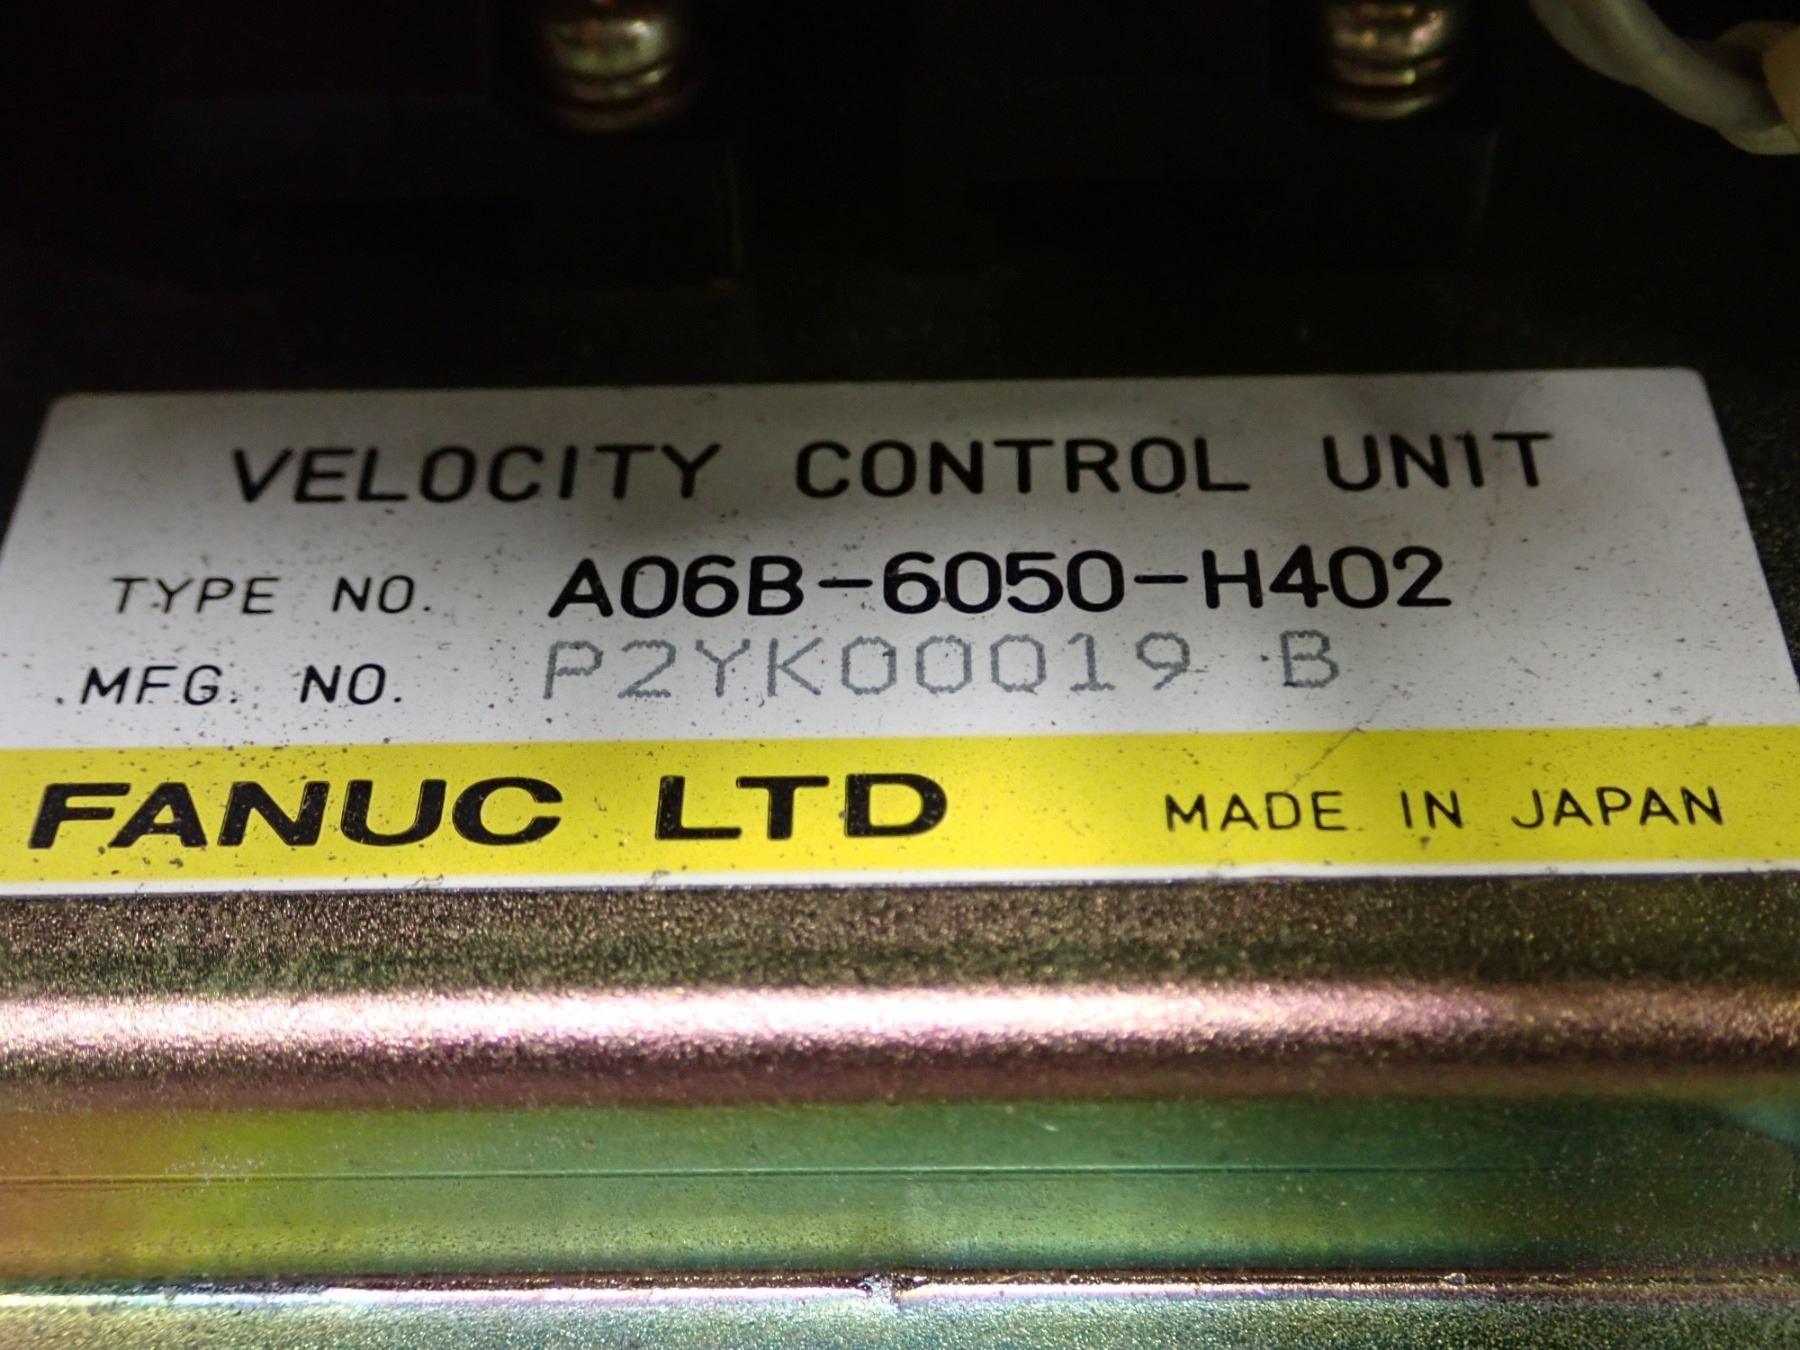 VELOCITY CONTROL UNIT
TYPE NO. A06B-6050-H402
MFG. NO. P2YK00019 B
FANUC LTD MADE IN JAPAN